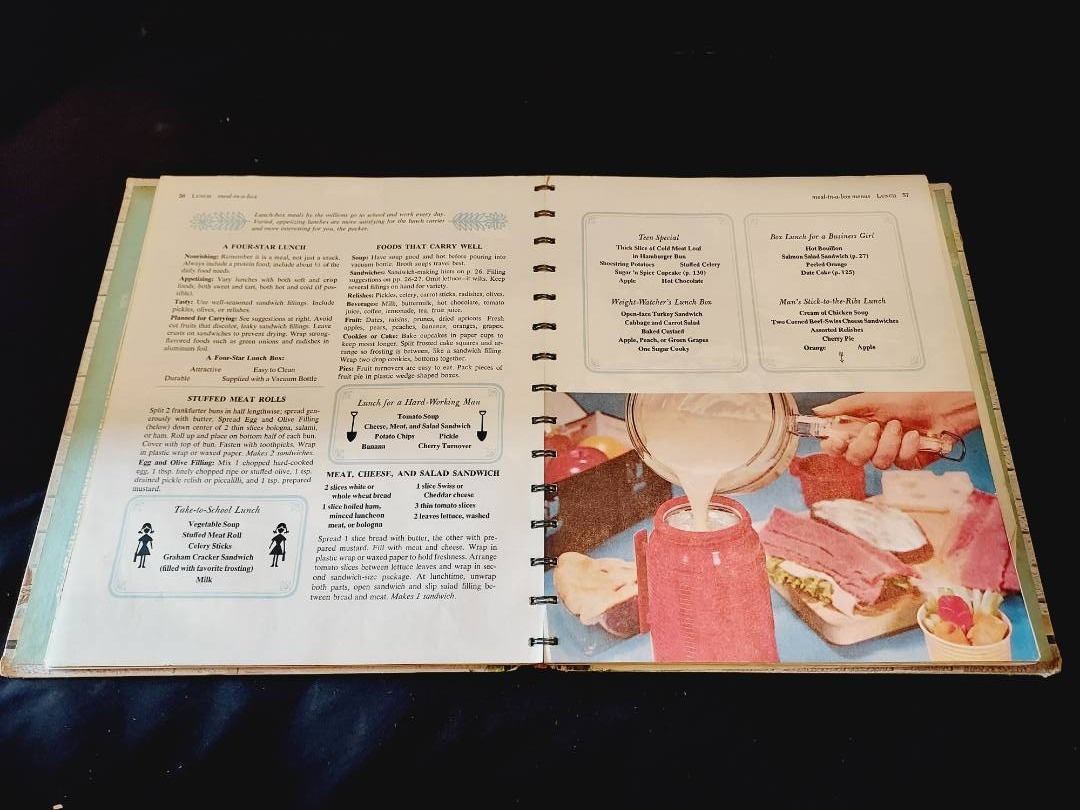 56 LUNCH meal-in-a-box
Lunch-box meals by the millions go to school and work every day.
Varied, appetizing lunches are more satisfying for the lunch carrier
and more interesting for you, the packer.
A FOUR-STAR LUNCH
Nourishing: Remember it is a meal, not just a snack.
Always include a protein food; include about ⅓ of the
daily food needs.
Appetizing: Vary lunches with both soft and crisp
foods, both sweet and tart, both hot and cold (if pos-
sible).
Tasty: Use well-seasoned sandwich fillings. Include
pickles, olives, or relishes.
Planned for Carrying: See suggestions at right. Avoid
cut fruits that discolor, leaky sandwich fillings. Leave
crusts on sandwiches to prevent drying. Wrap strong-
flavored foods such as green onions and radishes in
aluminum foil.
A Four-Star Lunch Box:
Attractive Easy to Clean
Durable Supplied with a Vacuum Bottle
STUFFED MEAT ROLLS
Split 2 frankfurter buns in half lengthwise; spread gen-
erously with butter. Spread Egg and Olive Filling
(below) down center of 2 thin slices bologna, salami,
or ham. Roll up and place on bottom half of each bun.
Cover with top of bun. Fasten with toothpicks. Wrap
in plastic wrap or waxed paper. Makes 2 sandwiches.
Egg and Olive Filling: Mix 1 chopped hard-cooked
egg, 1 tbsp. finely chopped ripe or stuffed olive, 1 tsp.
drained pickle relish or piccalilli, and 1 tsp. prepared
mustard.
Take-to-School Lunch
Vegetable Soup
Stuffed Meat Roll
Celery Sticks
Graham Cracker Sandwich
(filled with favorite frosting)
Milk
FOODS THAT CARRY WELL
Soup: Have soup good and hot before pouring into
vacuum bottle. Broth soups travel best.
Sandwiches: Sandwich-making hints on p. 26. Filling
suggestions on pp. 26-27. Omit lettuce—it wilts. Keep
several fillings on hand for variety.
Relishes: Pickles, celery, carrot sticks, radishes, olives.
Beverages: Milk, buttermilk, hot chocolate, tomato
juice, coffee, lemonade, tea, fruit juice.
Fruit: Dates, raisins, prunes, dried apricots. Fresh
apples, pears, peaches, bananas, oranges, grapes.
Cookies or Cake: Bake cupcakes in paper cups to
prevent drying. Split frosted cake squares and ar-
range so frosting is between, like a sandwich filling.
Wrap two drop cookies, bottoms together.
Pies: Fruit turnovers are easy to eat. Pack pieces of
fruit pie in plastic wedge-shaped boxes.
Lunch for a Hard-Working Man
Tomato Soup
Cheese, Meat, and Salad Sandwich
Potato Chips Pickle
Banana Cherry Turnover
MEAT, CHEESE, AND SALAD SANDWICH
2 slices white or
whole wheat bread
1 slice boiled ham,
minced luncheon
meat, or bologna
1 slice Swiss or
Cheddar cheese
3 thin tomato slices
2 leaves lettuce, washed
Spread 1 slice bread with butter, the other with pre-
pared mustard. Fill with meat and cheese. Wrap in
plastic wrap or waxed paper to hold freshness. Arrange
tomato slices between lettuce leaves and wrap in sec-
ond sandwich-size package. At lunchtime, unwrap
both parts, open sandwich and slip salad filling be-
tween bread and meat. Makes 1 sandwich.
meal-in-a-box menus LUNCH 57
Teen Special
Thick Slice of Cold Meat Loaf
in Hamburger Bun
Shoestring Potatoes Stuffed Celery
Sugar 'n Spice Cupcake (p. 130)
Apple Hot Chocolate
Box Lunch for a Business Girl
Hot Bouillon
Salmon Salad Sandwich (p. 27)
Peeled Orange
Date Cake (p. 125)
Weight-Watcher's Lunch Box
Open-face Turkey Sandwich
Cabbage and Carrot Salad
Baked Custard
Apple, Peach, or Green Grapes
One Sugar Cooky
Man's Stick-to-the-Ribs Lunch
Cream of Chicken Soup
Two Corned Beef-Swiss Cheese Sandwiches
Assorted Relishes
Cherry Pie
Orange Apple